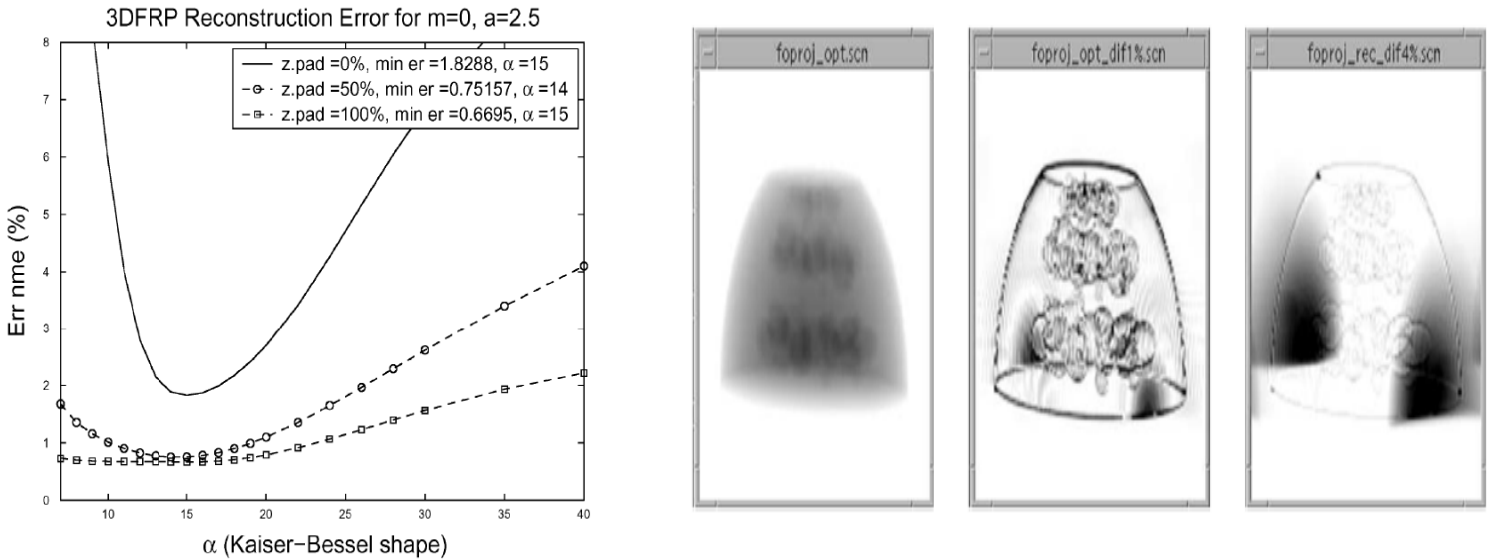 3DFRP Reconstruction Error for m=0, a=2.5
Err nme (%)
8
7
6
5
4
3
2
1
0
z.pad =0%, min er =1.8288, α =15
z.pad =50%, min er =0.75157, α =14
z.pad =100%, min er =0.6695, α =15
10 15 20 25 30 35 40
α (Kaiser−Bessel shape)
foproj_opt.scn
foproj_opt_dif1%.scn
foproj_rec_dif4%.scn